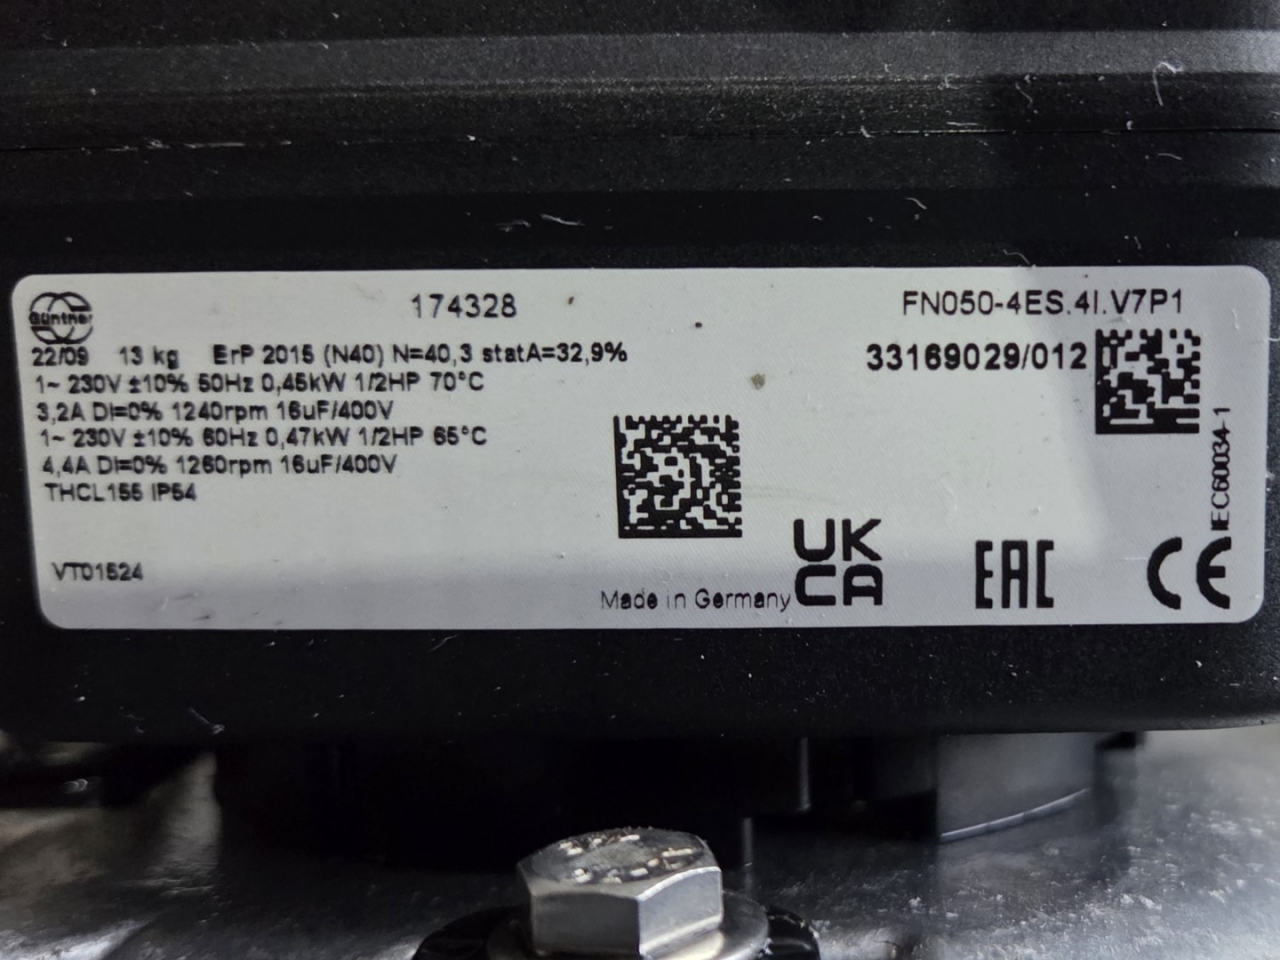 Güntner
174328
FN050-4ES.4I.V7P1
22/09 13 kg ErP 2015 (N40) N=40,3 statA=32,9%
33169029/012
1~ 230V ±10% 50Hz 0,45kW 1/2HP 70°C
3,2A DI=0% 1240rpm 16uF/400V
1~ 230V ±10% 60Hz 0,47kW 1/2HP 65°C
4,4A DI=0% 1260rpm 16uF/400V
THCL155 IP54
IEC60034-1
VT01524
Made in Germany
UK
CA
EAC
CE